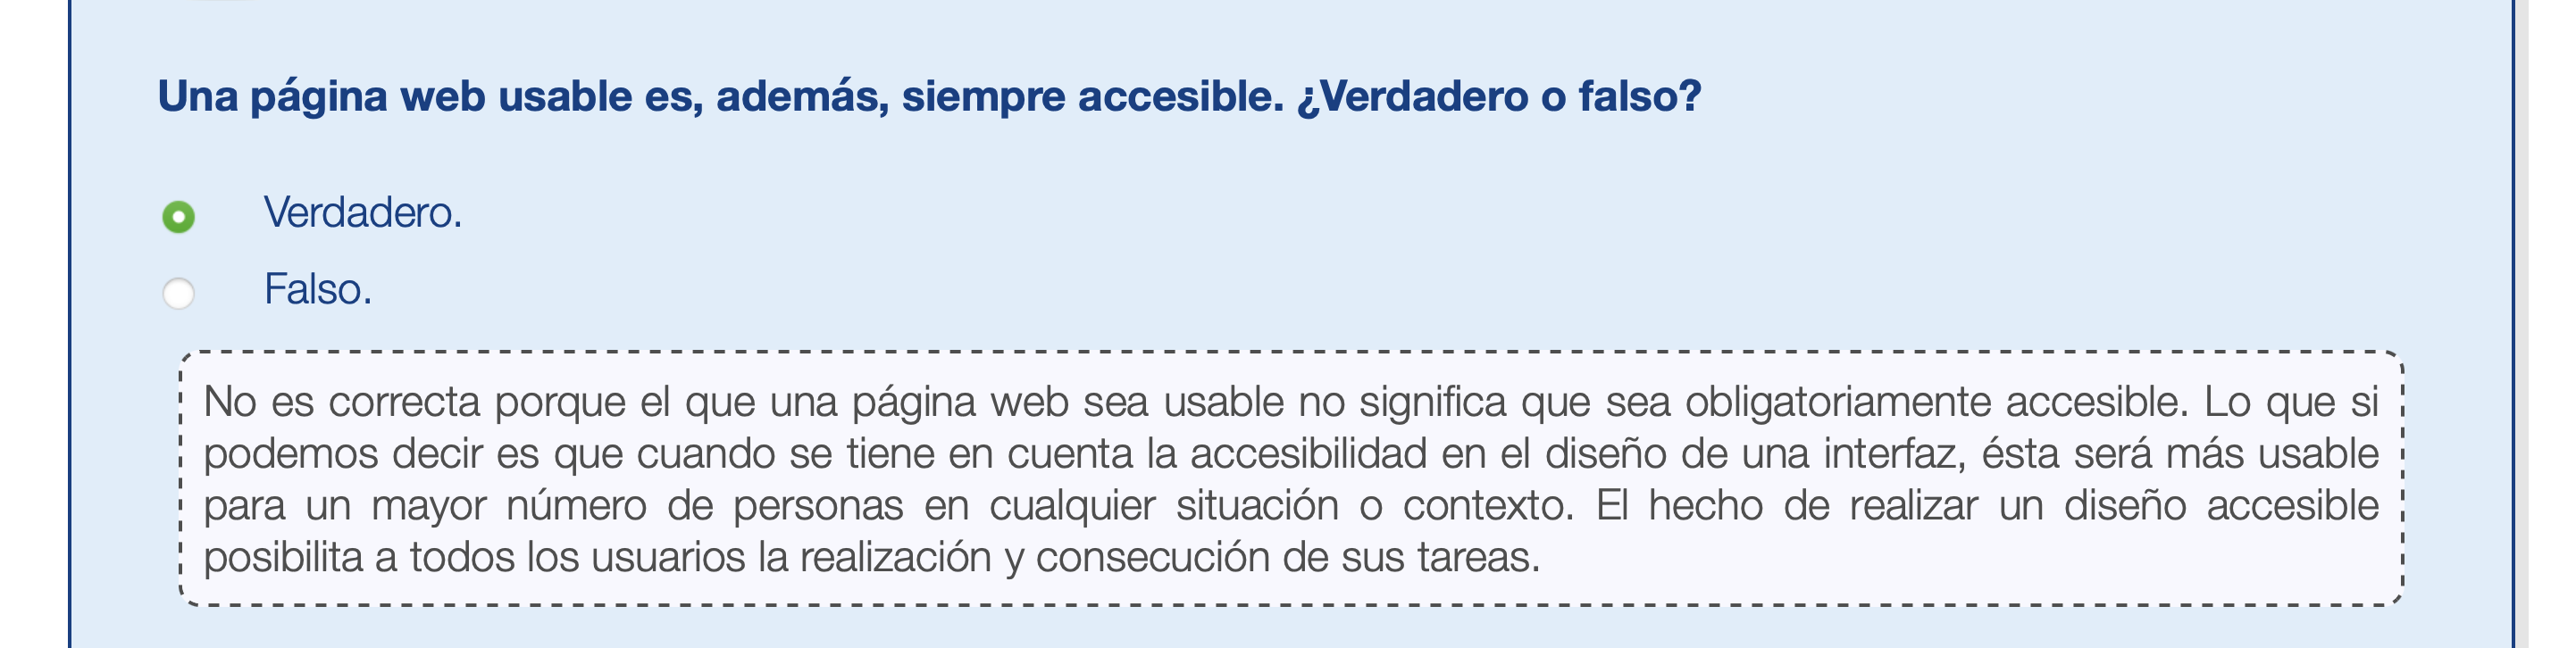 Una página web usable es, además, siempre accesible. ¿Verdadero o falso?
Verdadero.
Falso.
No es correcta porque el que una página web sea usable no significa que sea obligatoriamente accesible. Lo que si
podemos decir es que cuando se tiene en cuenta la accesibilidad en el diseño de una interfaz, ésta será más usable
para un mayor número de personas en cualquier situación o contexto. El hecho de realizar un diseño accesible
posibilita a todos los usuarios la realización y consecución de sus tareas.